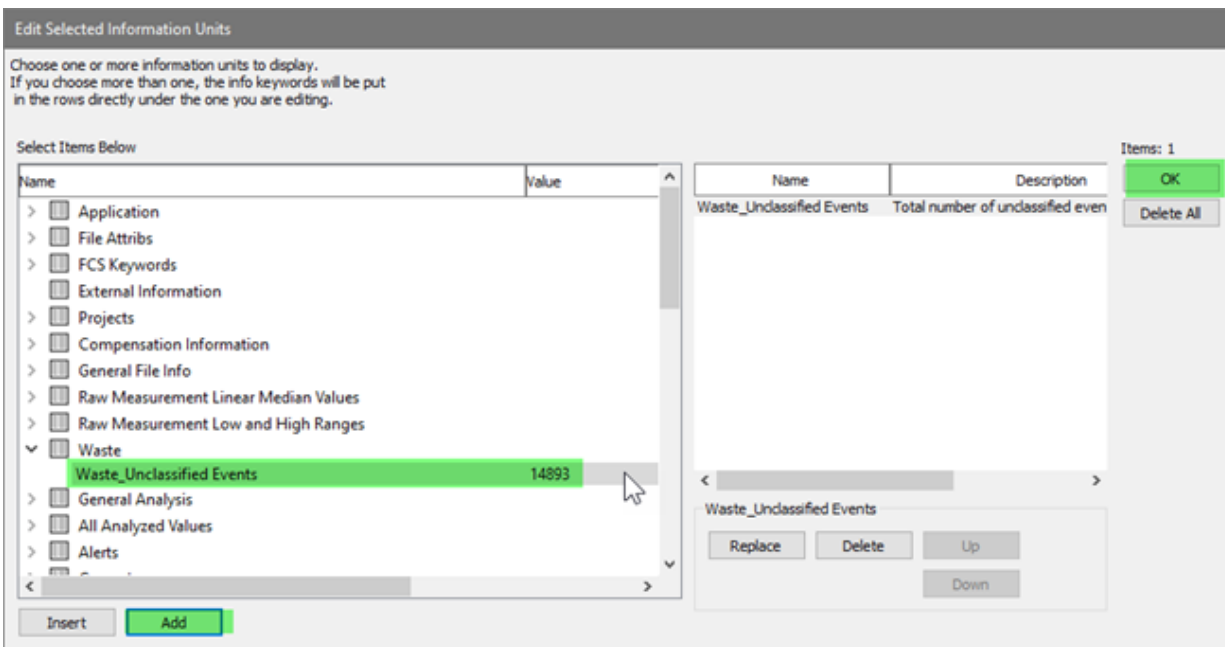 Edit Selected Information Units
Choose one or more information units to display.
If you choose more than one, the info keywords will be put
in the rows directly under the one you are editing.
Select Items Below
Items: 1
Name Value
Name Description
OK
Application
Waste_Unclassified Events Total number of unclassified even
Delete All
File Attribs
FCS Keywords
External Information
Projects
Compensation Information
General File Info
Raw Measurement Linear Median Values
Raw Measurement Low and High Ranges
Waste
Waste_Unclassified Events 14893
General Analysis
All Analyzed Values
Alerts
Waste_Unclassified Events
Replace Delete Up
Down
Insert Add